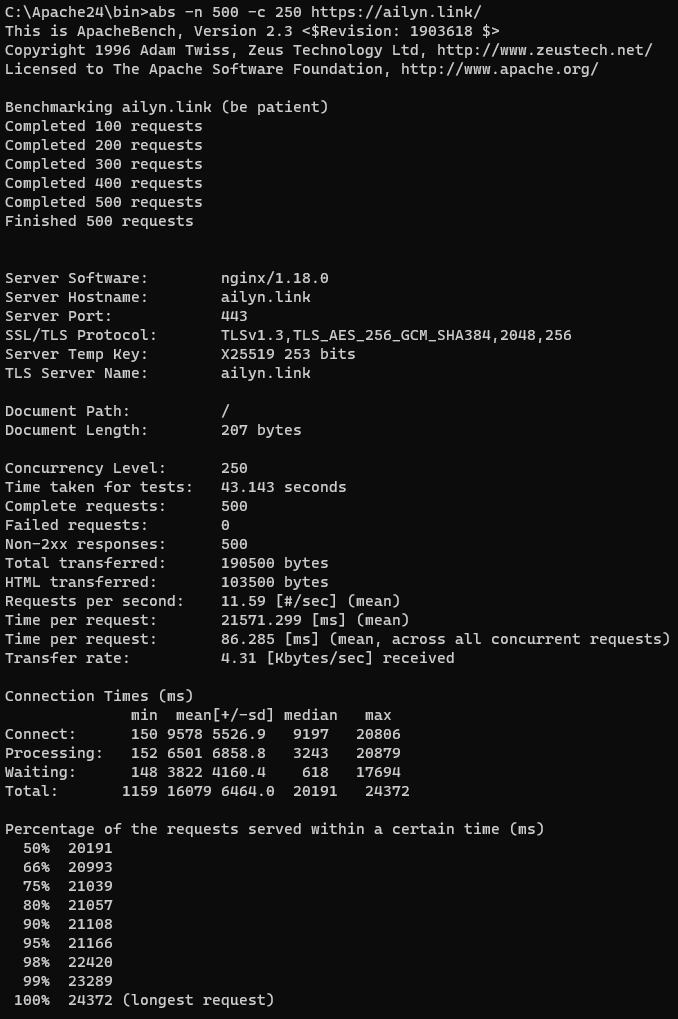 C:\Apache24\bin>abs -n 500 -c 250 https://ailyn.link/
This is ApacheBench, Version 2.3 <$Revision: 1903618 $>
Copyright 1996 Adam Twiss, Zeus Technology Ltd, http://www.zeustech.net/
Licensed to The Apache Software Foundation, http://www.apache.org/

Benchmarking ailyn.link (be patient)
Completed 100 requests
Completed 200 requests
Completed 300 requests
Completed 400 requests
Completed 500 requests
Finished 500 requests


Server Software:        nginx/1.18.0
Server Hostname:        ailyn.link
Server Port:            443
SSL/TLS Protocol:       TLSv1.3,TLS_AES_256_GCM_SHA384,2048,256
Server Temp Key:        X25519 253 bits
TLS Server Name:        ailyn.link

Document Path:          /
Document Length:        207 bytes

Concurrency Level:      250
Time taken for tests:   43.143 seconds
Complete requests:      500
Failed requests:        0
Non-2xx responses:      500
Total transferred:      190500 bytes
HTML transferred:       103500 bytes
Requests per second:    11.59 [#/sec] (mean)
Time per request:       21571.299 [ms] (mean)
Time per request:       86.285 [ms] (mean, across all concurrent requests)
Transfer rate:          4.31 [Kbytes/sec] received

Connection Times (ms)
              min  mean[+/-sd] median   max
Connect:      150 9578 5526.9   9197   20806
Processing:   152 6501 6858.8   3243   20879
Waiting:      148 3822 4160.4    618   17694
Total:       1159 16079 6464.0  20191   24372

Percentage of the requests served within a certain time (ms)
  50%  20191
  66%  20993
  75%  21039
  80%  21057
  90%  21108
  95%  21166
  98%  22420
  99%  23289
 100%  24372 (longest request)